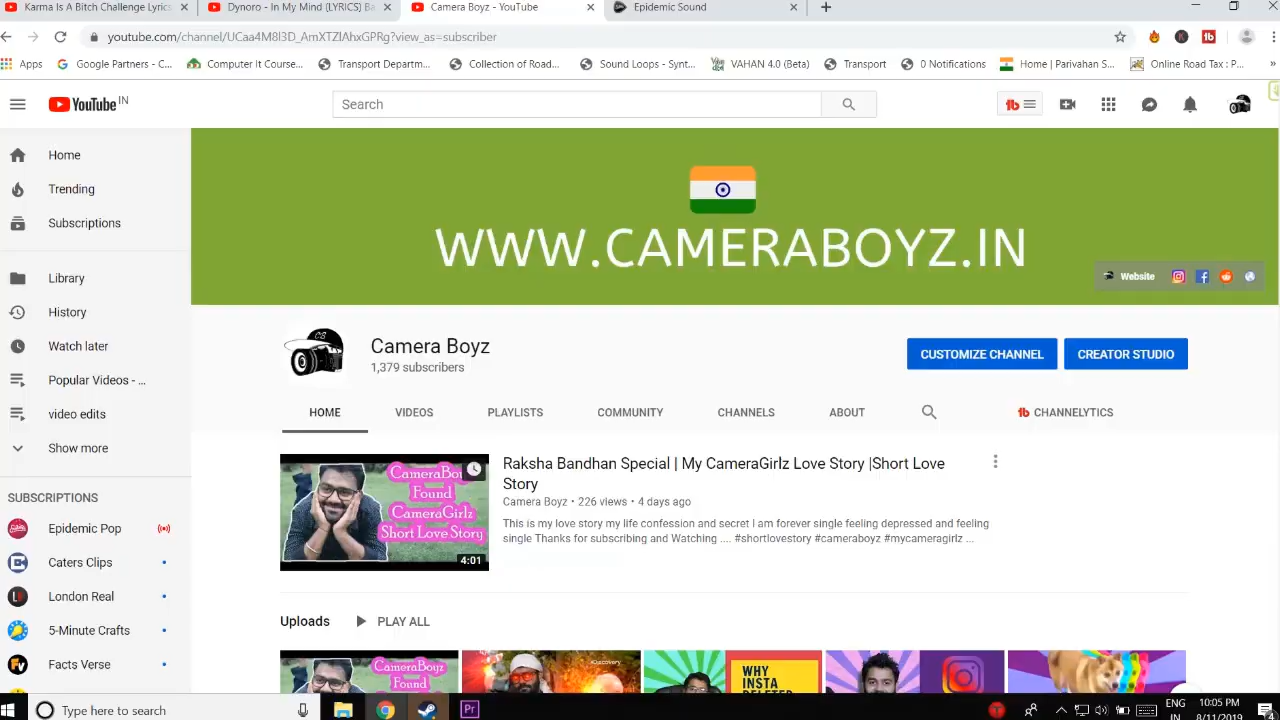 Karma Is A Bitch Challenge Lyrics
Dynoro - In My Mind (LYRICS) Ba
Camera Boyz - YouTube
Epidemic Sound
youtube.com/channel/UCaa4M8I3D_AmXTZIAhxGPRg?view_as=subscriber
Apps
Google Partners - C...
Computer It Course...
Transport Departm...
Collection of Road...
Sound Loops - Synt...
VAHAN 4.0 (Beta)
Transport
0 Notifications
Home | Parivahan S...
Online Road Tax : P...
YouTube IN
Search
Home
Trending
Subscriptions
Library
History
Watch later
Popular Videos - ...
video edits
Show more
SUBSCRIPTIONS
Epidemic Pop
Caters Clips
London Real
5-Minute Crafts
Facts Verse
WWW.CAMERABOYZ.IN
Website
Camera Boyz
1,379 subscribers
CUSTOMIZE CHANNEL
CREATOR STUDIO
HOME
VIDEOS
PLAYLISTS
COMMUNITY
CHANNELS
ABOUT
CHANNELYTICS
CameraBoy
Found
CameraGirlz
Short Love Story
4:01
Raksha Bandhan Special | My CameraGirlz Love Story |Short Love
Story
Camera Boyz • 226 views • 4 days ago
This is my love story my life confession and secret I am forever single feeling depressed and feeling
single Thanks for subscribing and Watching .... #shortlovestory #cameraboyz #mycameragirlz ...
Uploads
PLAY ALL
CameraBoyz
Found
Discovery
WHY
INSTA
DELETED
Type here to search
Pr
ENG
IN
10:05 PM
8/11/2019